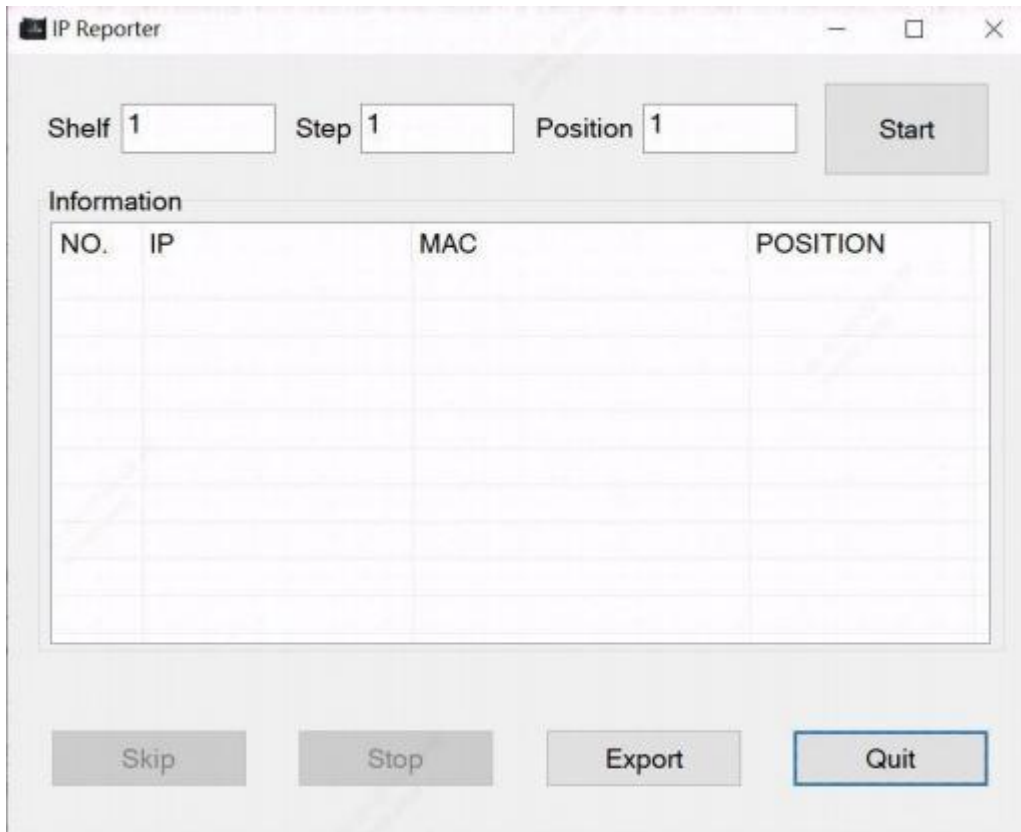 IP Reporter
Shelf 1 Step 1 Position 1 Start
Information
NO. IP MAC POSITION
Skip Stop Export Quit